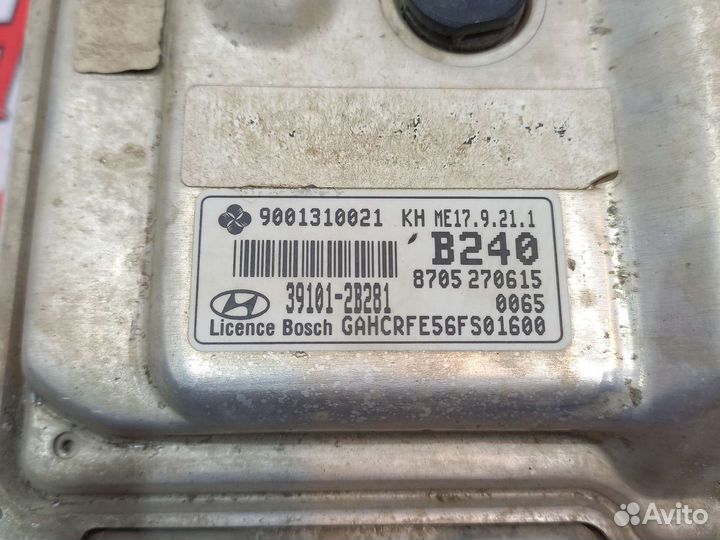 9001310021 KH ME17.9.21.1
B240
8705 270615
39101-2B281 0065
Licence Bosch GAHCRFE56FS01600
Avito